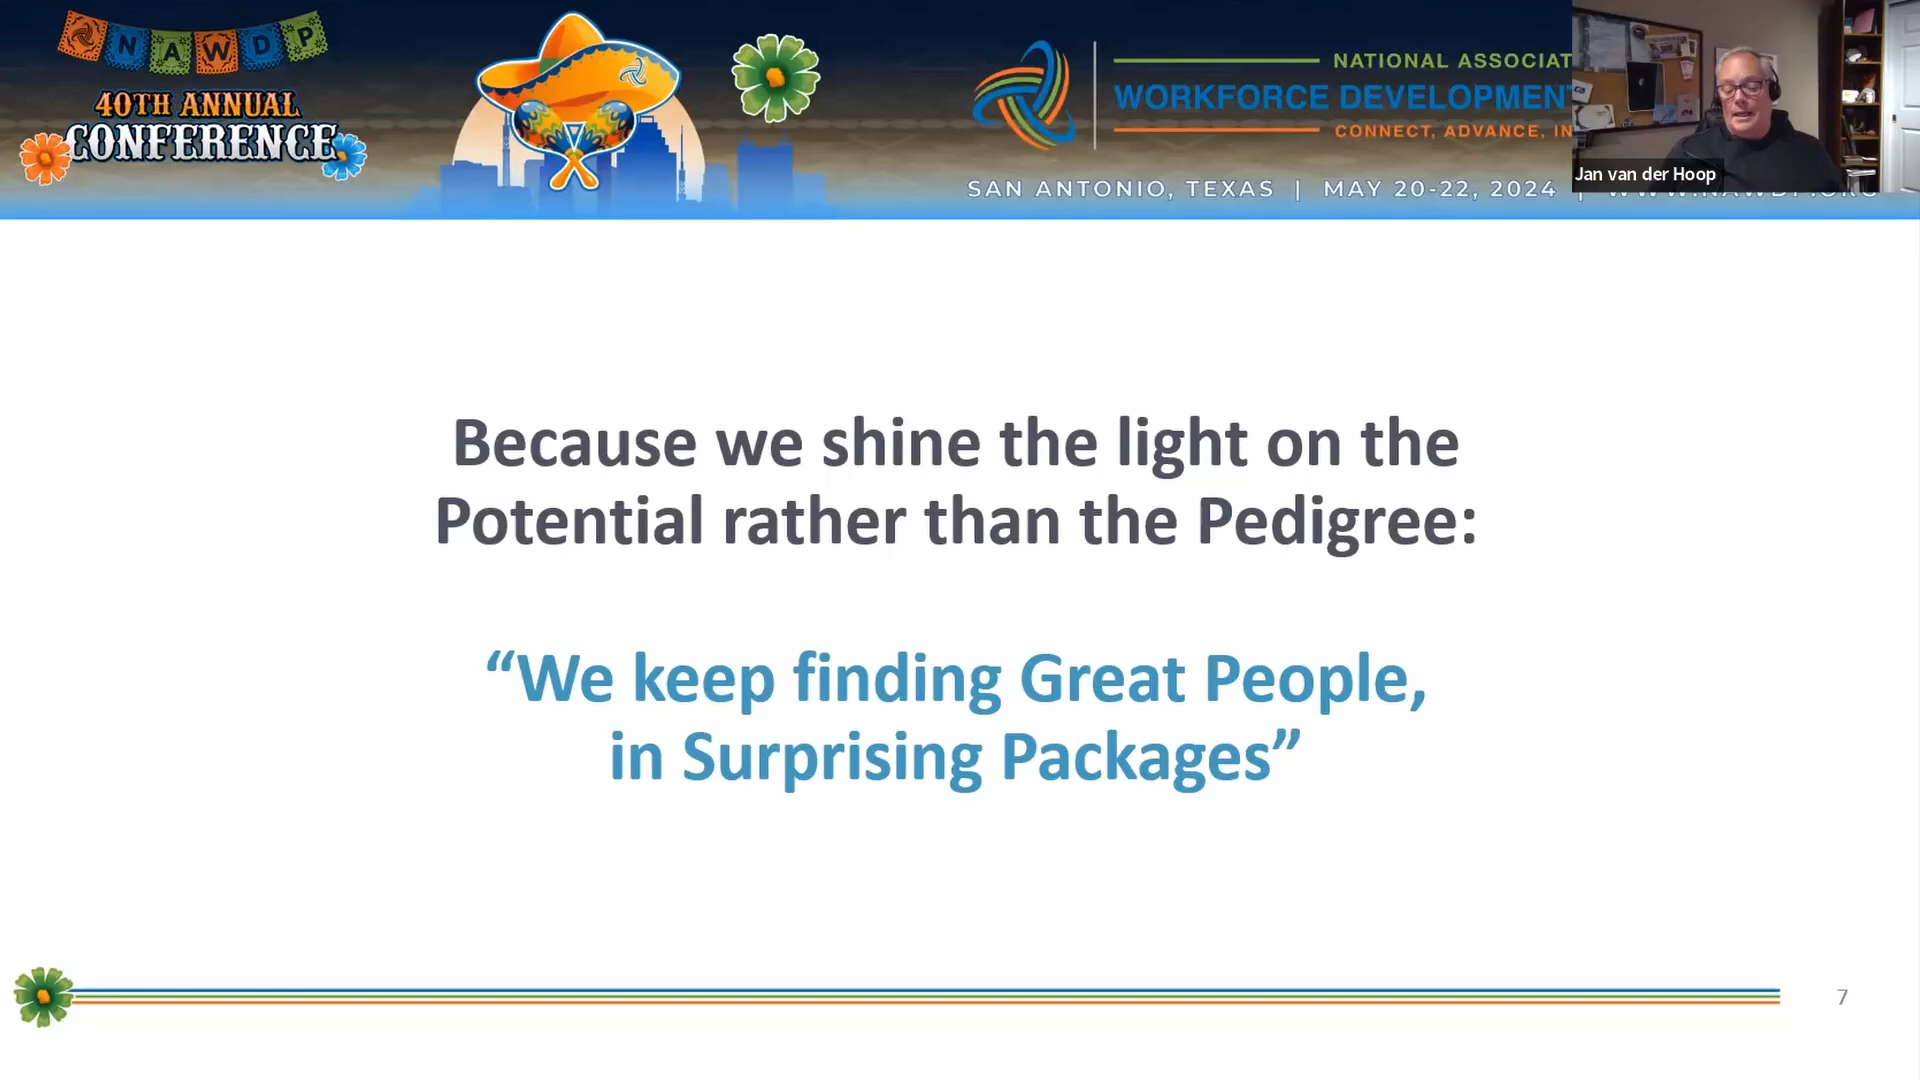 NAWDP
40TH ANNUAL
CONFERENCE
NATIONAL ASSOCIAT
WORKFORCE DEVELOPMEN
CONNECT, ADVANCE, IN
SAN ANTONIO, TEXAS | MAY 20-22, 2024 |
Jan van der Hoop
Because we shine the light on the
Potential rather than the Pedigree:
“We keep finding Great People,
in Surprising Packages”
7